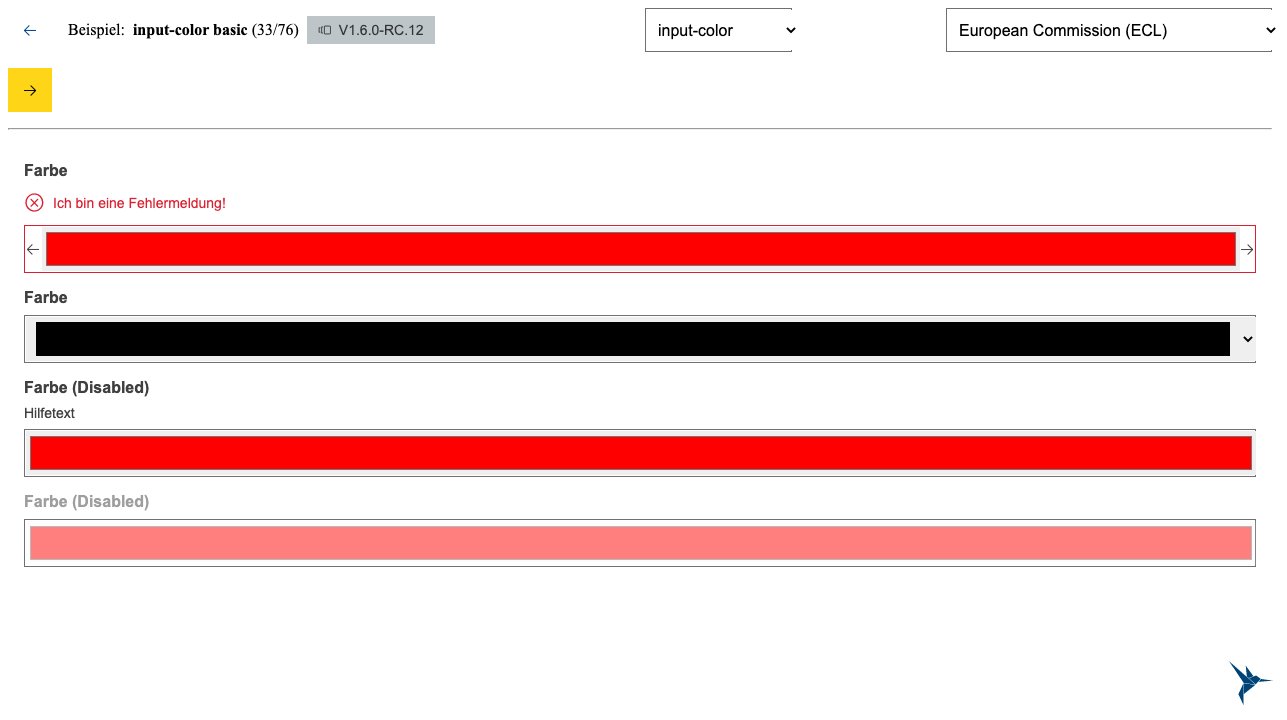 Beispiel: input-color basic (33/76) V1.6.0-RC.12 input-color European Commission (ECL)
Farbe
Ich bin eine Fehlermeldung!
Farbe
Farbe (Disabled)
Hilfetext
Farbe (Disabled)